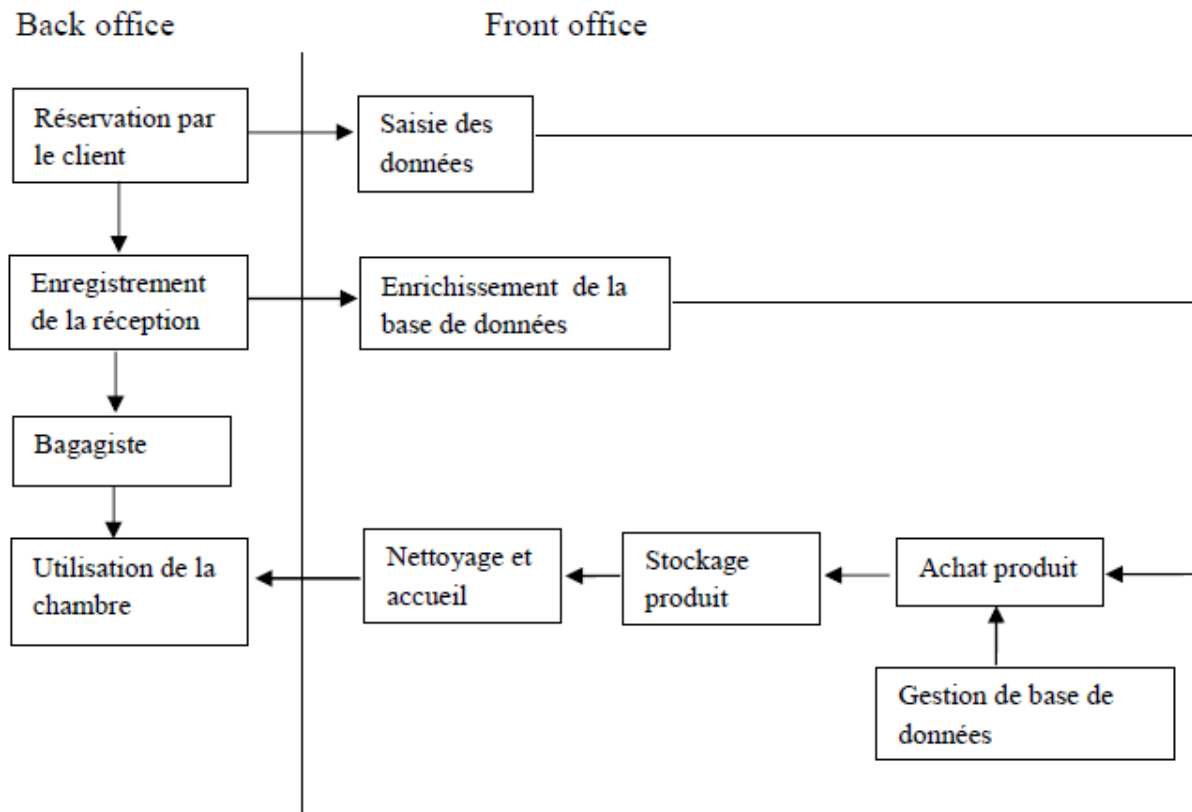 Back office
Front office
Réservation par
le client
Saisie des
données
Enregistrement
de la réception
Enrichissement de la
base de données
Bagagiste
Utilisation de la
chambre
Nettoyage et
accueil
Stockage
produit
Achat produit
Gestion de base de
données